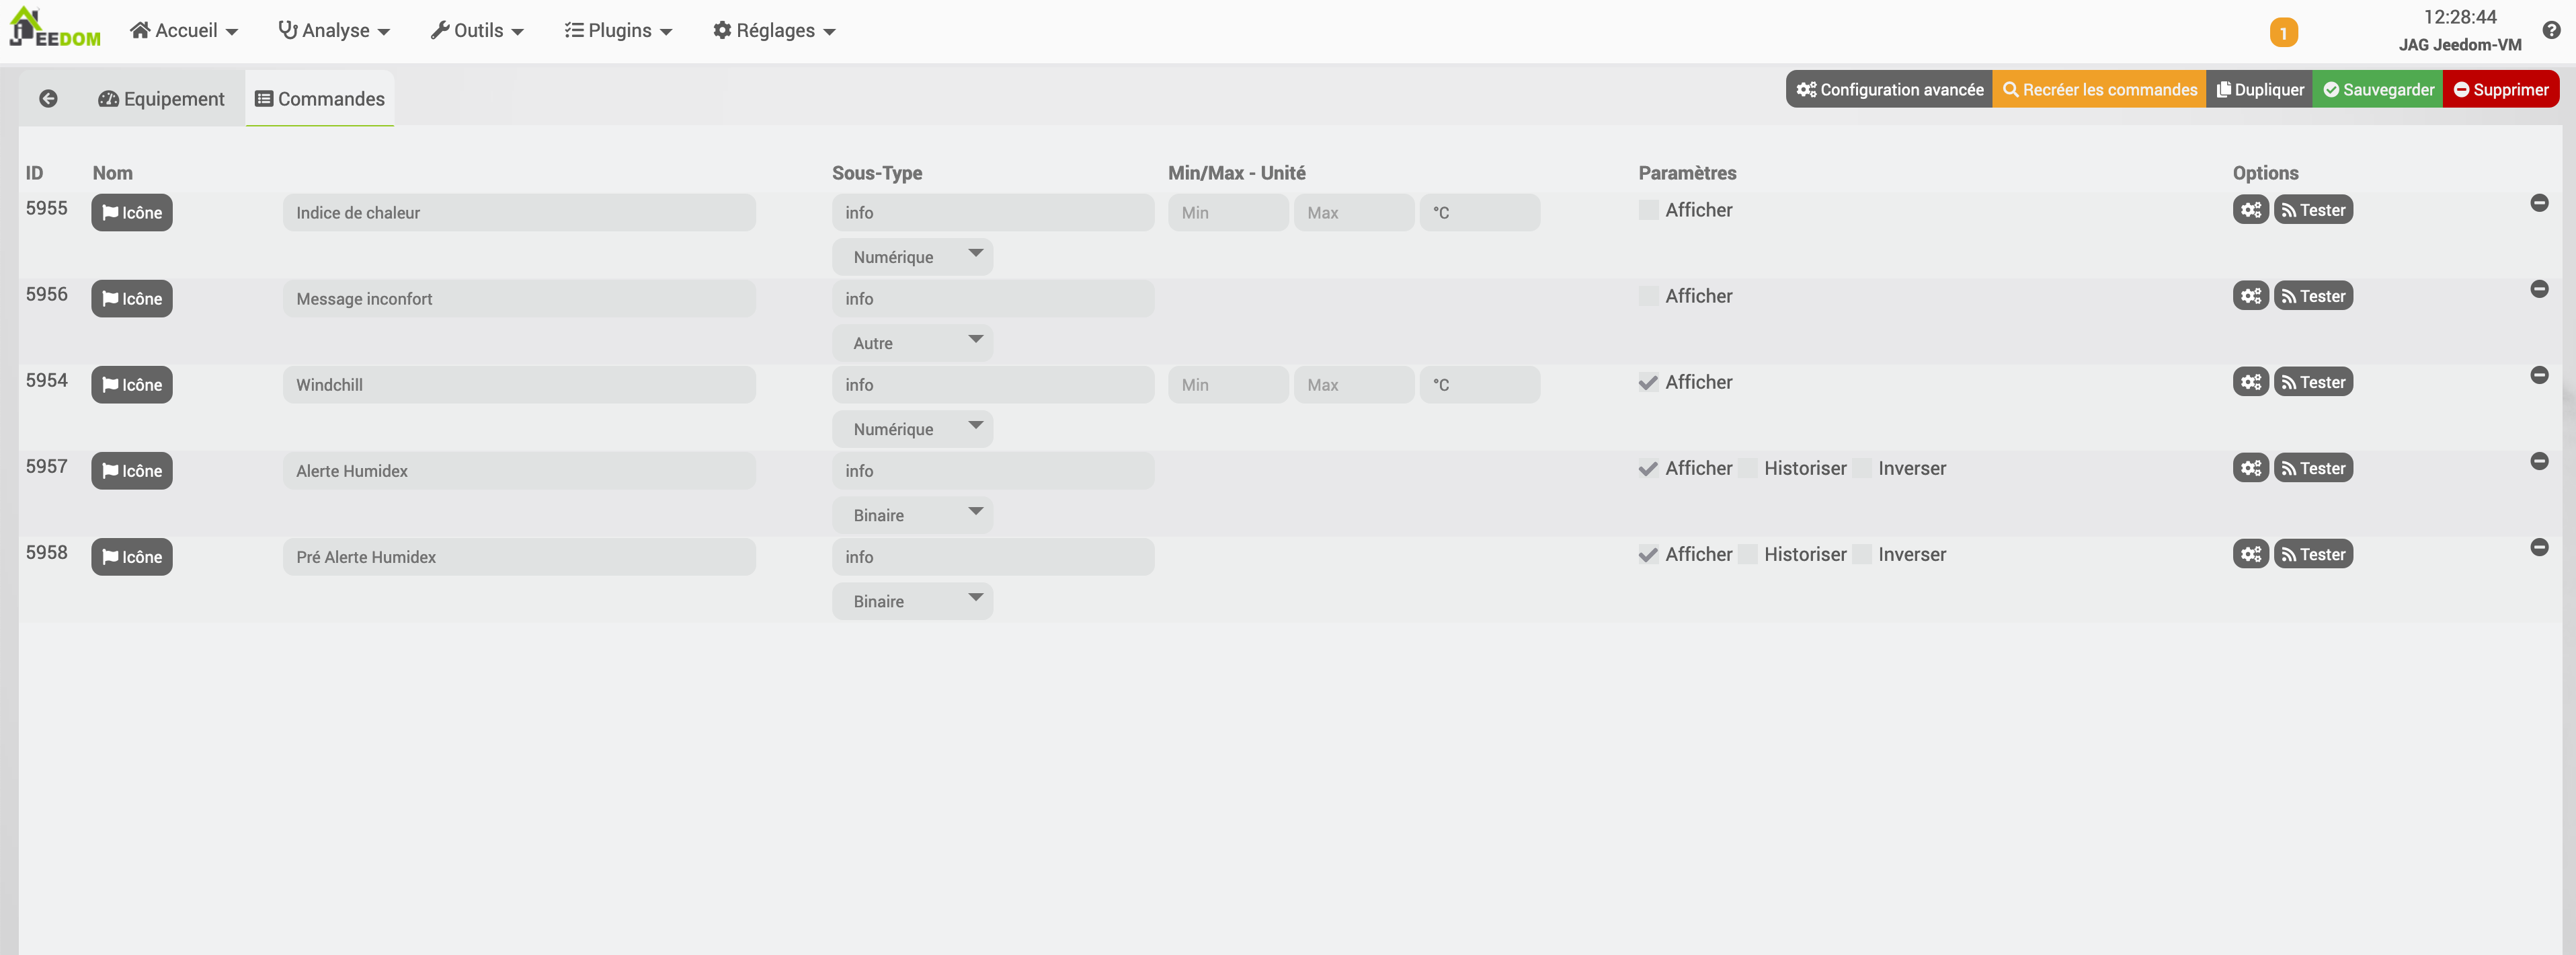 JEEDOM Accueil Analyse Outils Plugins Réglages 1 12:28:44
JAG Jeedom-VM
Equipement Commandes Configuration avancée Recréer les commandes Dupliquer Sauvegarder Supprimer
ID Nom Sous-Type Min/Max - Unité Paramètres Options
5955 Icône Indice de chaleur info Min Max °C Afficher Tester
Numérique
5956 Icône Message inconfort info Afficher Tester
Autre
5954 Icône Windchill info Min Max °C Afficher Tester
Numérique
5957 Icône Alerte Humidex info Afficher Historiser Inverser Tester
Binaire
5958 Icône Pré Alerte Humidex info Afficher Historiser Inverser Tester
Binaire